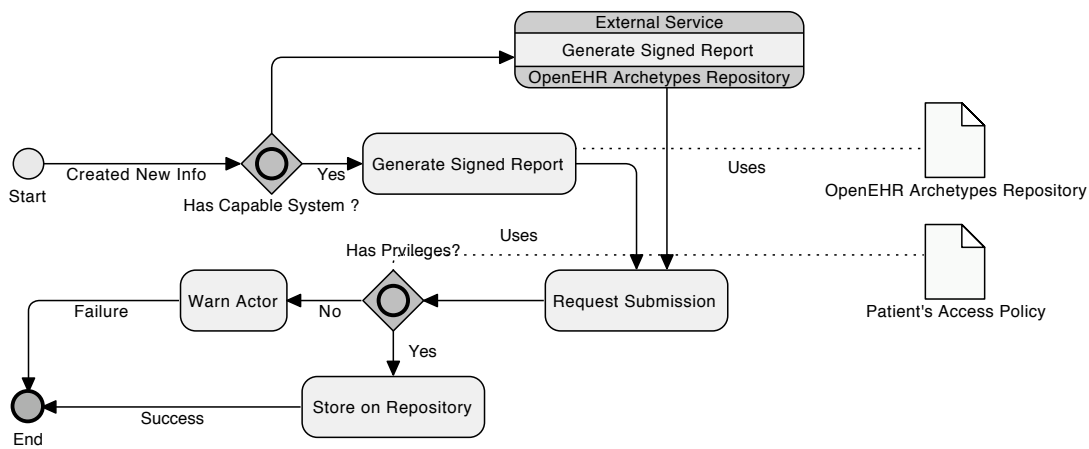 External Service
Generate Signed Report
OpenEHR Archetypes Repository
Created New Info
Yes
Generate Signed Report
Uses
Start
Has Capable System ?
OpenEHR Archetypes Repository
Has Prvileges?
Uses
Warn Actor
No
Request Submission
Failure
Patient's Access Policy
Yes
Store on Repository
Success
End